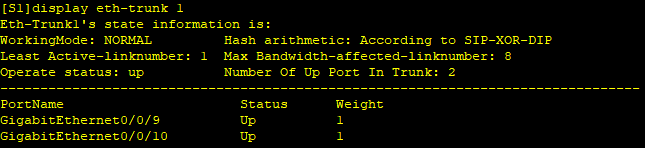 [S1]display eth-trunk 1
Eth-Trunk1's state information is:
WorkingMode: NORMAL         Hash arithmetic: According to SIP-XOR-DIP
Least Active-linknumber: 1  Max Bandwidth-affected-linknumber: 8
Operate status: up          Number Of Up Port In Trunk: 2
--------------------------------------------------------------------------------
PortName                      Status      Weight
GigabitEthernet0/0/9          Up          1
GigabitEthernet0/0/10         Up          1